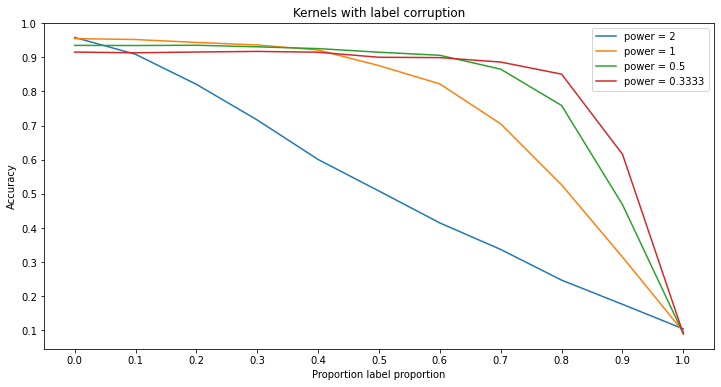 Kernels with label corruption
power = 2
power = 1
power = 0.5
power = 0.3333
Accuracy
1.0
0.9
0.8
0.7
0.6
0.5
0.4
0.3
0.2
0.1
0.0 0.1 0.2 0.3 0.4 0.5 0.6 0.7 0.8 0.9 1.0
Proportion label proportion